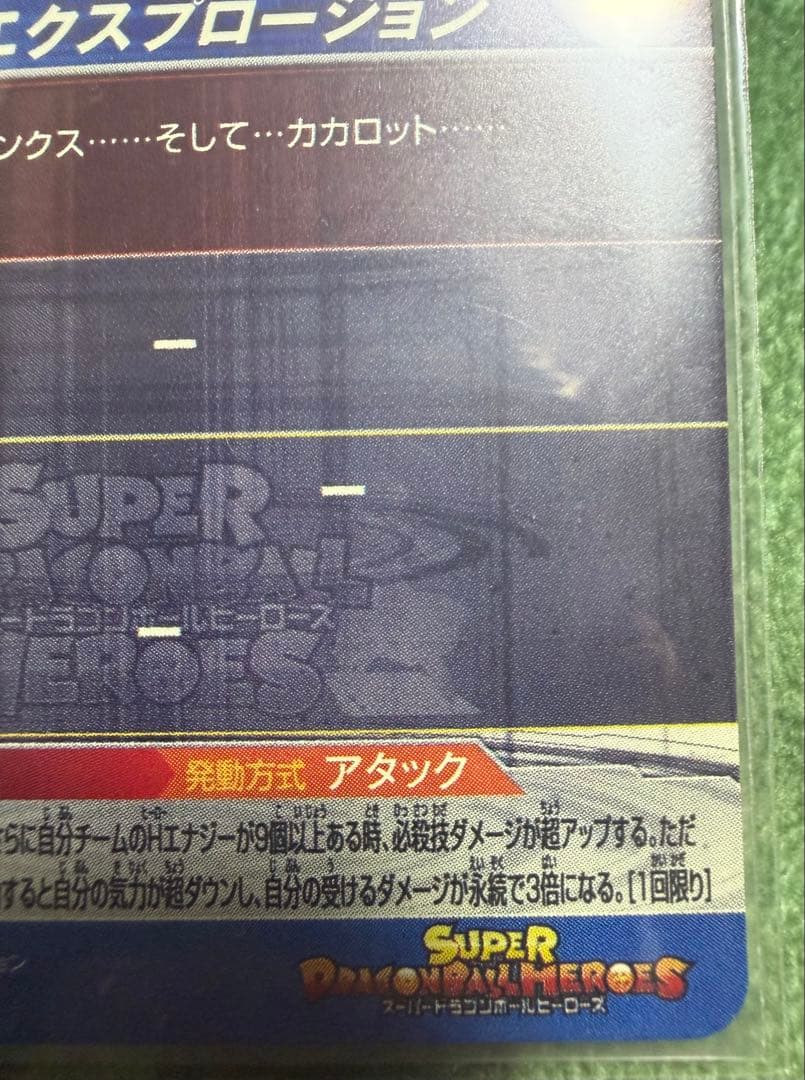 エクスプロージョン
ンクス……そして…カカロット……
SUPER
DRAGONBALL
ードラゴンボールヒーローズ
HEROES
発動方式 アタック
らに自分チームのHエナジーが9個以上ある時、必殺技ダメージが超アップする。ただ
すると自分の気力が超ダウンし、自分の受けるダメージが永続で3倍になる。[1回限り]
ョン
SUPER
DRAGONBALL HEROES
スーパードラゴンボールヒーローズ